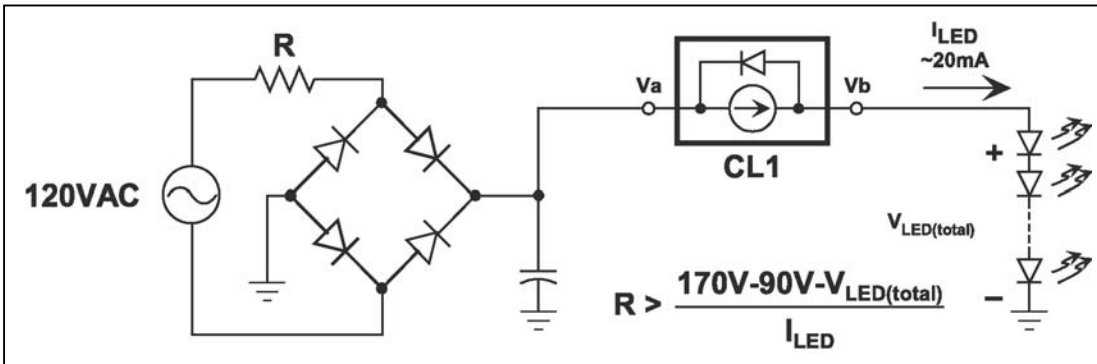 R
120VAC
Va
Vb
CL1
I_LED
~20mA
+
V_LED(total)
–
R > 170V-90V-V_LED(total)
I_LED